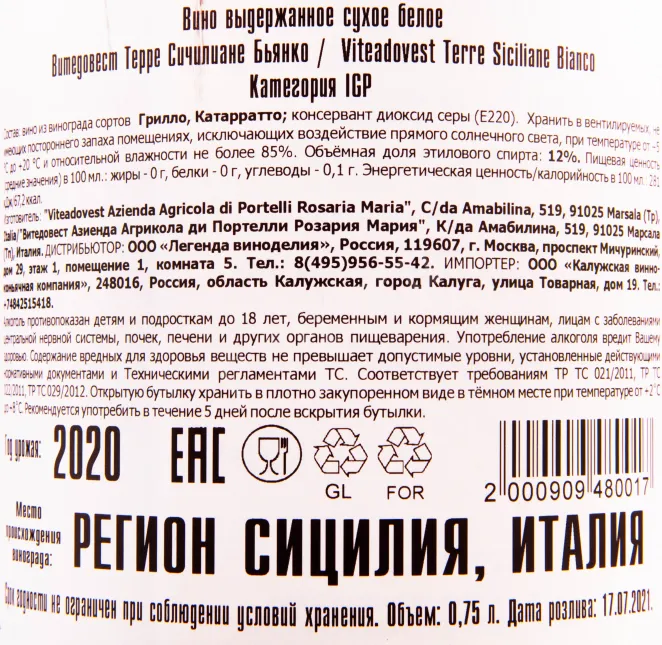 Вино выдержанное сухое белое
Витедовест Терре Сичилиане Бьянко / Viteadovest Terre Siciliane Bianco
Категория IGP
Состав: вино из винограда сортов Грилло, Катарратто; консервант диоксид серы (Е220). Хранить в вентилируемых, не
имеющих постороннего запаха помещениях, исключающих воздействие прямого солнечного света, при температуре от +5
°С до +20 °С и относительной влажности не более 85%. Объёмная доля этилового спирта: 12%. Пищевая ценность
(средние значения) в 100 мл.: жиры - 0 г, белки - 0 г, углеводы - 0,1 г. Энергетическая ценность/калорийность в 100 мл.:
кДж 67,2 ккал.
Изготовитель: "Viteadovest Azienda Agricola di Portelli Rosaria Maria", C/da Amabilina, 519, 91025 Marsala (Tp),
Italia/"Витедовест Азиенда Агрикола ди Портелли Розария Мария", К/да Амабилина, 519, 91025 Марсала
(Тп), Италия. ДИСТРИБЬЮТОР: ООО «Легенда виноделия», Россия, 119607, г. Москва, проспект Мичуринский,
дом 29, этаж 1, помещение 1, комната 5. Тел.: 8(495)956-55-42. ИМПОРТЕР: ООО «Калужская винно-
коньячная компания», 248016, Россия, область Калужская, город Калуга, улица Товарная, дом 19. Тел.:
+74842515418.
Алкоголь противопоказан детям и подросткам до 18 лет, беременным и кормящим женщинам, лицам с заболеваниями
центральной нервной системы, почек, печени и других органов пищеварения. Употребление алкоголя вредит Вашему
здоровью. Содержание вредных для здоровья веществ не превышает допустимые уровни, установленные действующими
нормативными документами и Техническими регламентами ТС. Соответствует требованиям ТР ТС 021/2011, ТР ТС
022/2011, ТР ТС 029/2012. Открытую бутылку хранить в плотно закупоренном виде в тёмном месте при температуре от +2°С
до +8°С. Рекомендуется употребить в течение 5 дней после вскрытия бутылки.
Год урожая: 2020 EAC
GL FOR
2 000909 480017
Место
происхождения
винограда:
РЕГИОН СИЦИЛИЯ, ИТАЛИЯ
Срок годности не ограничен при соблюдении условий хранения. Объем: 0,75 л. Дата розлива: 17.07.2021.